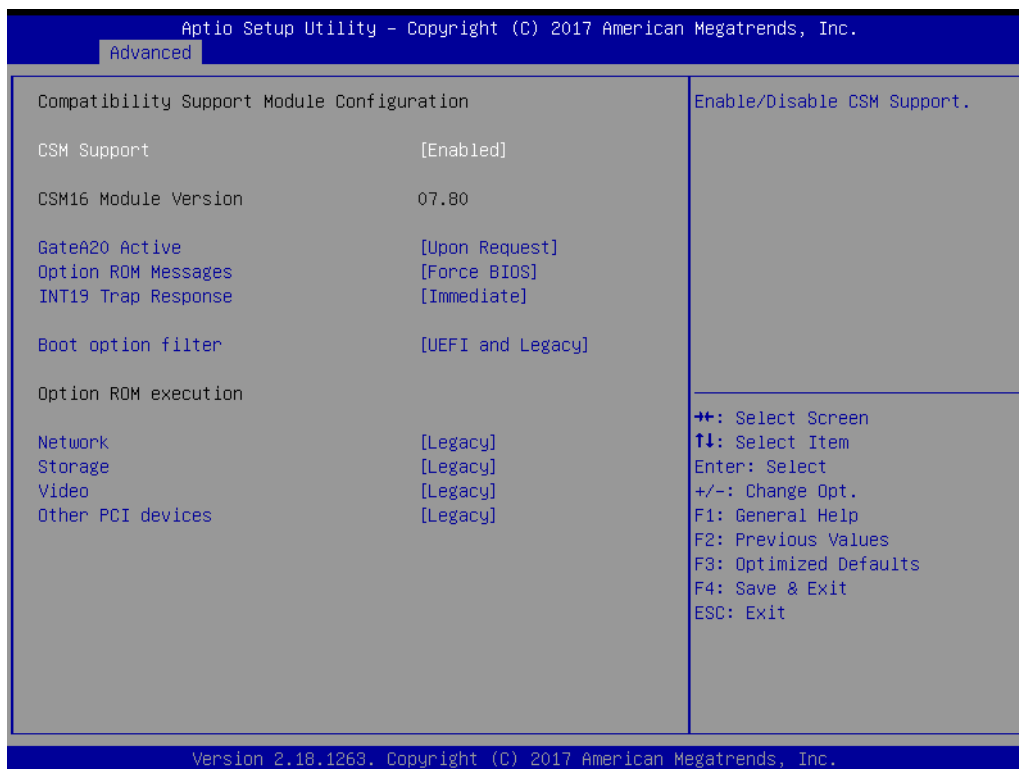 Aptio Setup Utility – Copyright (C) 2017 American Megatrends, Inc.
Advanced
Compatibility Support Module Configuration
CSM Support [Enabled]
CSM16 Module Version 07.80
GateA20 Active [Upon Request]
Option ROM Messages [Force BIOS]
INT19 Trap Response [Immediate]
Boot option filter [UEFI and Legacy]
Option ROM execution
Network [Legacy]
Storage [Legacy]
Video [Legacy]
Other PCI devices [Legacy]
Enable/Disable CSM Support.
→←: Select Screen
↑↓: Select Item
Enter: Select
+/-: Change Opt.
F1: General Help
F2: Previous Values
F3: Optimized Defaults
F4: Save & Exit
ESC: Exit
Version 2.18.1263. Copyright (C) 2017 American Megatrends, Inc.